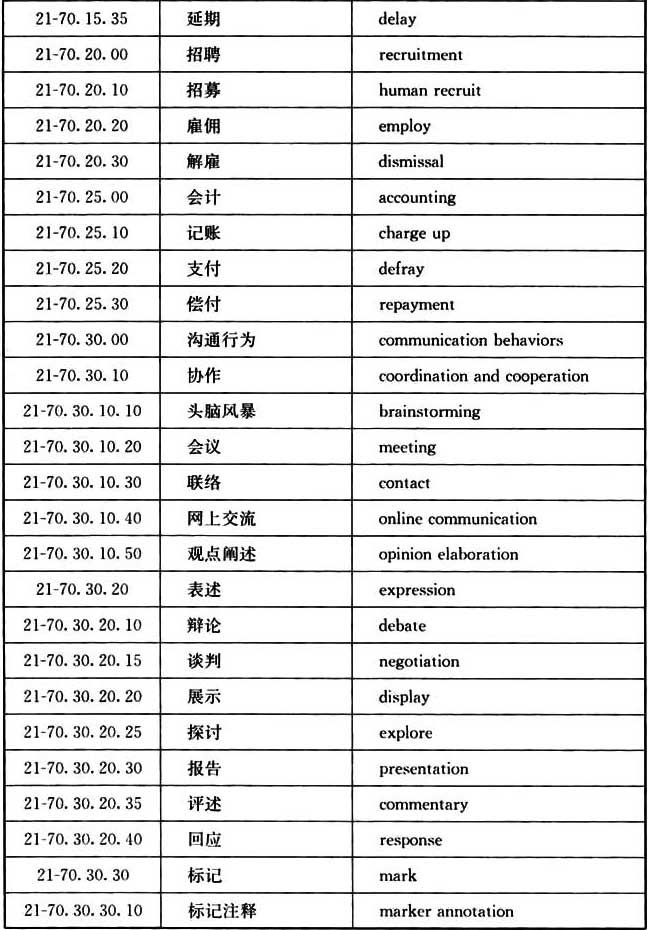 21-70.15.35 延期 delay
21-70.20.00 招聘 recruitment
21-70.20.10 招募 human recruit
21-70.20.20 雇佣 employ
21-70.20.30 解雇 dismissal
21-70.25.00 会计 accounting
21-70.25.10 记账 charge up
21-70.25.20 支付 defray
21-70.25.30 偿付 repayment
21-70.30.00 沟通行为 communication behaviors
21-70.30.10 协作 coordination and cooperation
21-70.30.10.10 头脑风暴 brainstorming
21-70.30.10.20 会议 meeting
21-70.30.10.30 联络 contact
21-70.30.10.40 网上交流 online communication
21-70.30.10.50 观点阐述 opinion elaboration
21-70.30.20 表述 expression
21-70.30.20.10 辩论 debate
21-70.30.20.15 谈判 negotiation
21-70.30.20.20 展示 display
21-70.30.20.25 探讨 explore
21-70.30.20.30 报告 presentation
21-70.30.20.35 评述 commentary
21-70.30.20.40 回应 response
21-70.30.30 标记 mark
21-70.30.30.10 标记注释 marker annotation